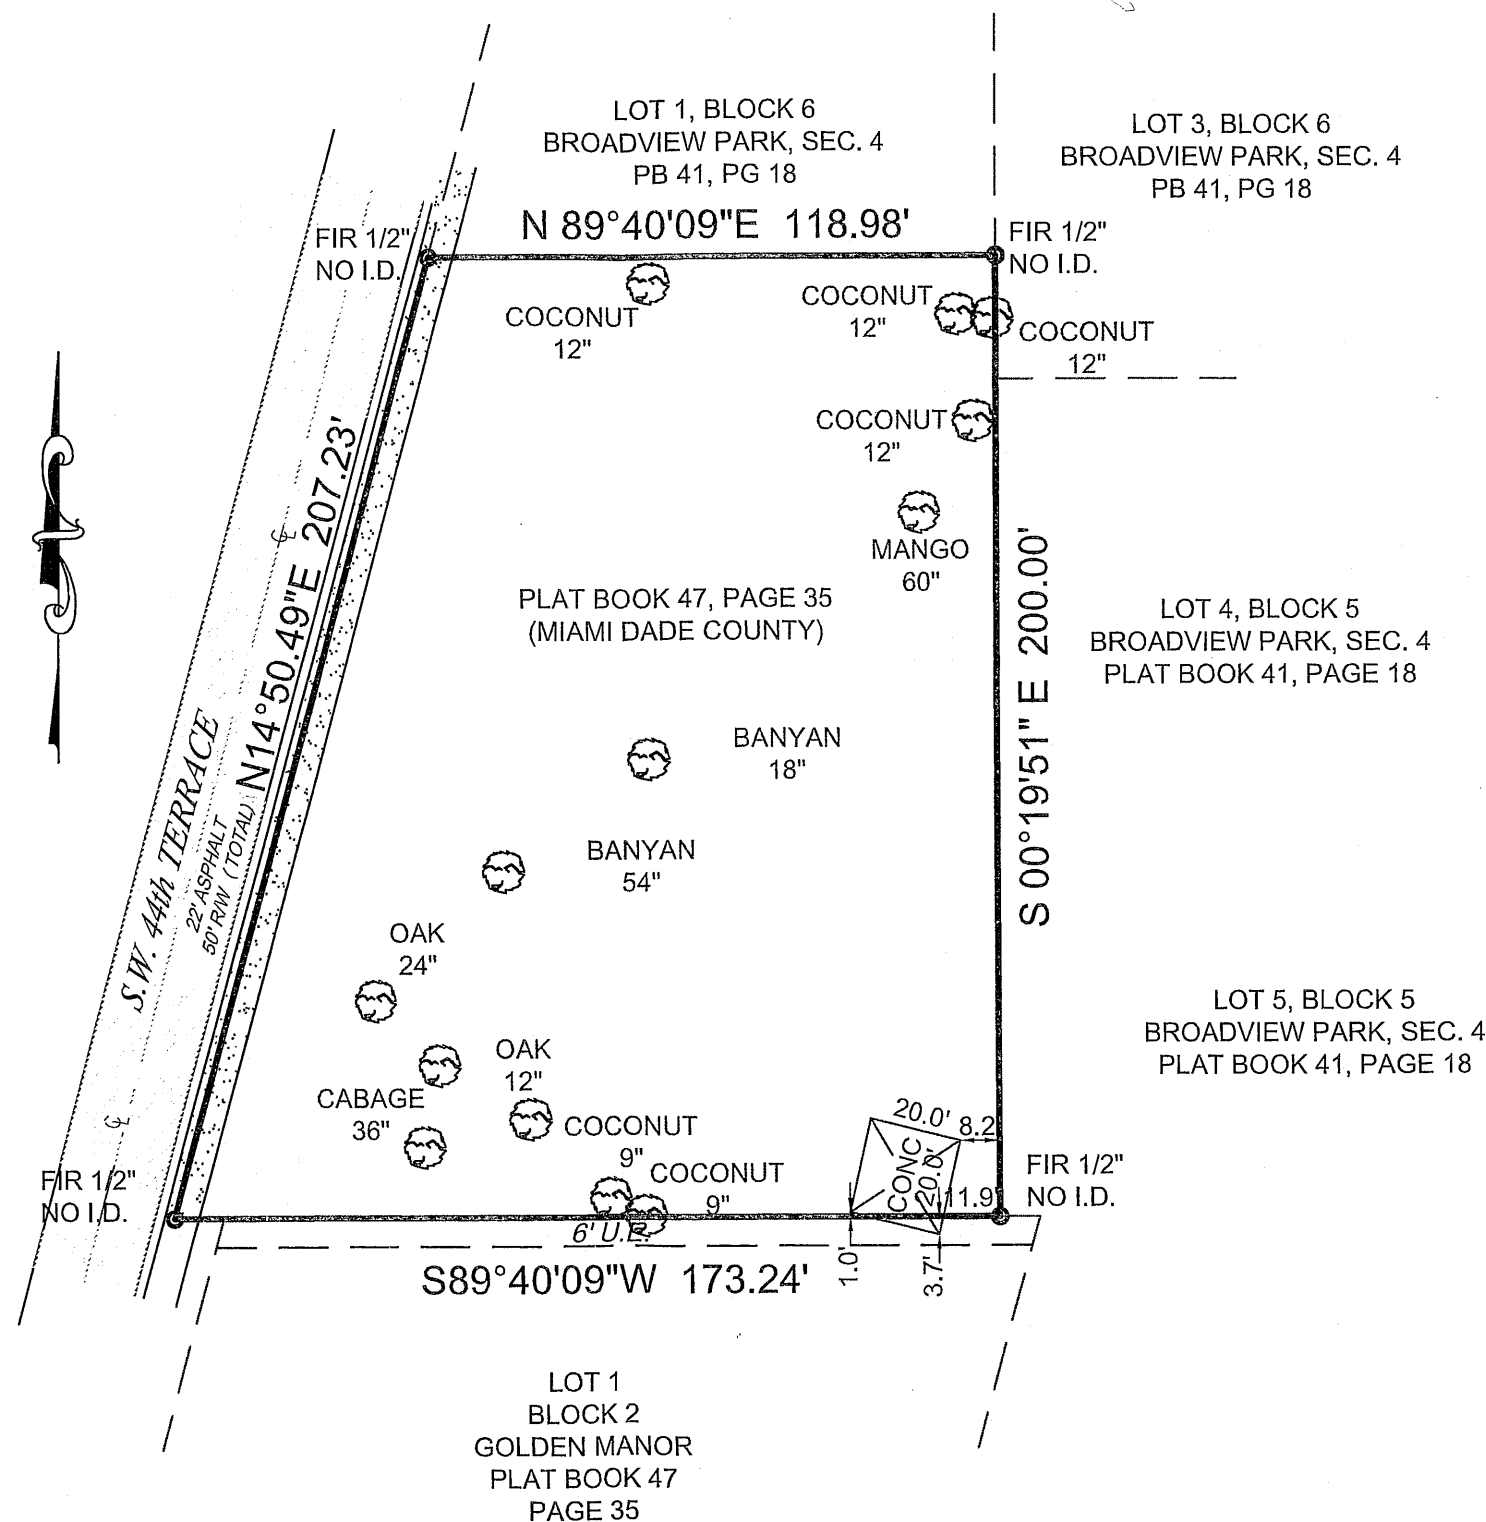 LOT 1, BLOCK 6
BROADVIEW PARK, SEC. 4
PB 41, PG 18
LOT 3, BLOCK 6
BROADVIEW PARK, SEC. 4
PB 41, PG 18
N 89°40'09"E 118.98'
FIR 1/2"
NO I.D.
FIR 1/2"
NO I.D.
COCONUT
12"
COCONUT
12"
COCONUT
12"
COCONUT
12"
MANGO
60"
N14°50.49"E 207.23'
PLAT BOOK 47, PAGE 35
(MIAMI DADE COUNTY)
S 00°19'51" E 200.00'
LOT 4, BLOCK 5
BROADVIEW PARK, SEC. 4
PLAT BOOK 41, PAGE 18
S.W. 44th TERRACE
22' ASPHALT
50' R/W (TOTAL)
BANYAN
18"
BANYAN
54"
OAK
24"
OAK
12"
CABAGE
36"
COCONUT
9"
COCONUT
9"
LOT 5, BLOCK 5
BROADVIEW PARK, SEC. 4
PLAT BOOK 41, PAGE 18
20.0'
8.2
CONC
20.0'
11.9
FIR 1/2"
NO I.D.
FIR 1/2"
NO I.D.
6' U.E.
1.0'
3.7'
S89°40'09"W 173.24'
LOT 1
BLOCK 2
GOLDEN MANOR
PLAT BOOK 47
PAGE 35